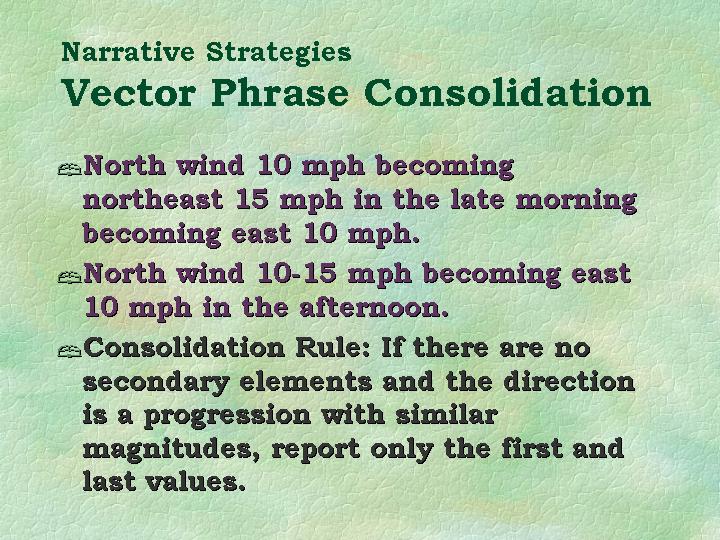 Narrative Strategies
Vector Phrase Consolidation
North wind 10 mph becoming
northeast 15 mph in the late morning
becoming east 10 mph.
North wind 10-15 mph becoming east
10 mph in the afternoon.
Consolidation Rule: If there are no
secondary elements and the direction
is a progression with similar
magnitudes, report only the first and
last values.